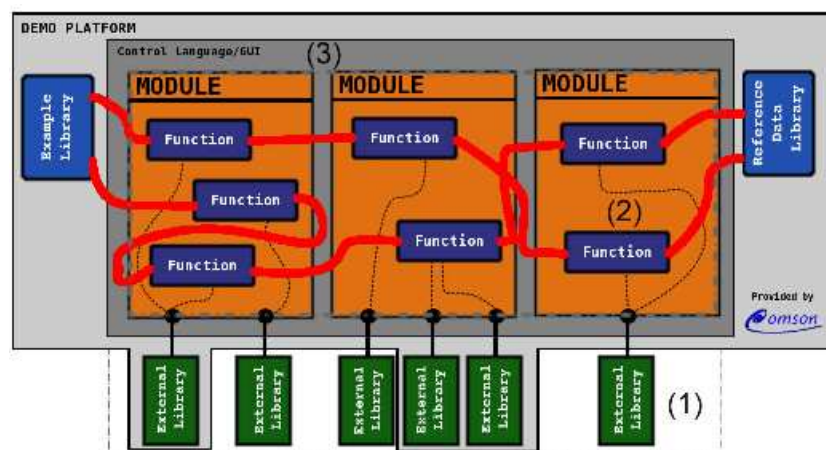 DEMO PLATFORM
Control Language/GUI
(3)
MODULE
MODULE
MODULE
Example
Library
Reference
Data
Library
Function
Function
Function
Function
(2)
Function
Function
Function
Provided by
omson
External
Library
External
Library
External
Library
External
Library
External
Library
External
Library
(1)